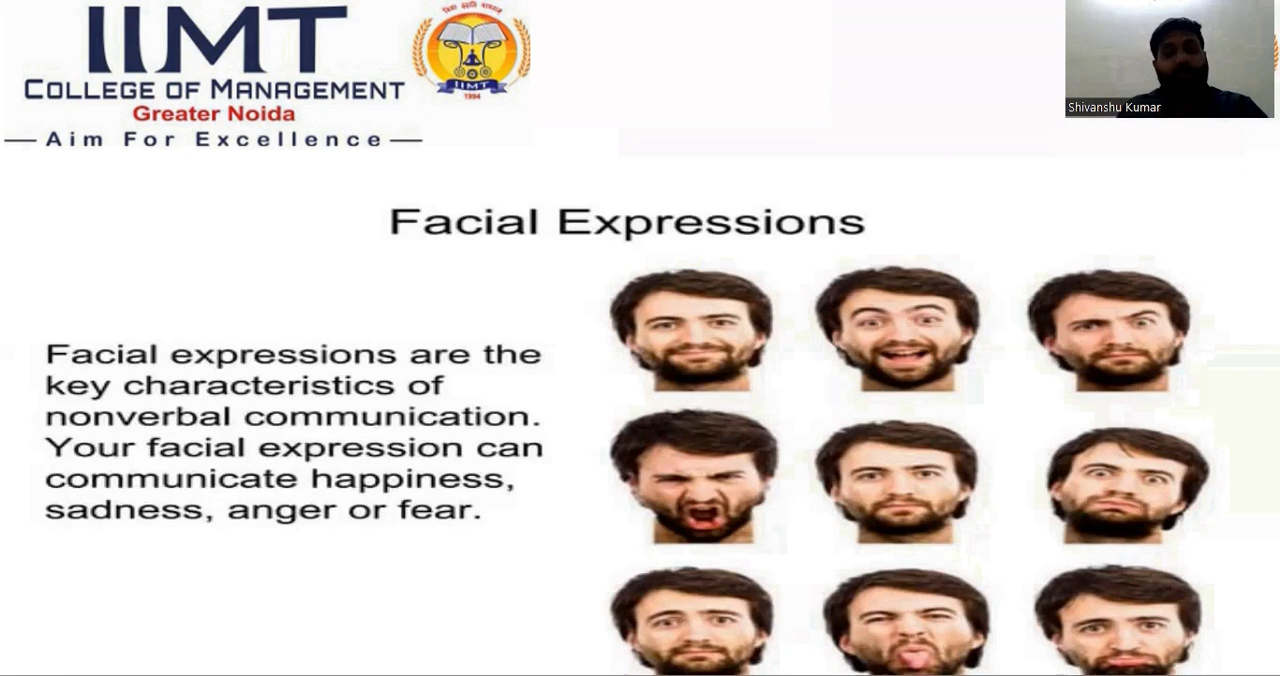 IIMT
COLLEGE OF MANAGEMENT
Greater Noida
Aim For Excellence
IIMT
1994
Shivanshu Kumar
Facial Expressions
Facial expressions are the
key characteristics of
nonverbal communication.
Your facial expression can
communicate happiness,
sadness, anger or fear.